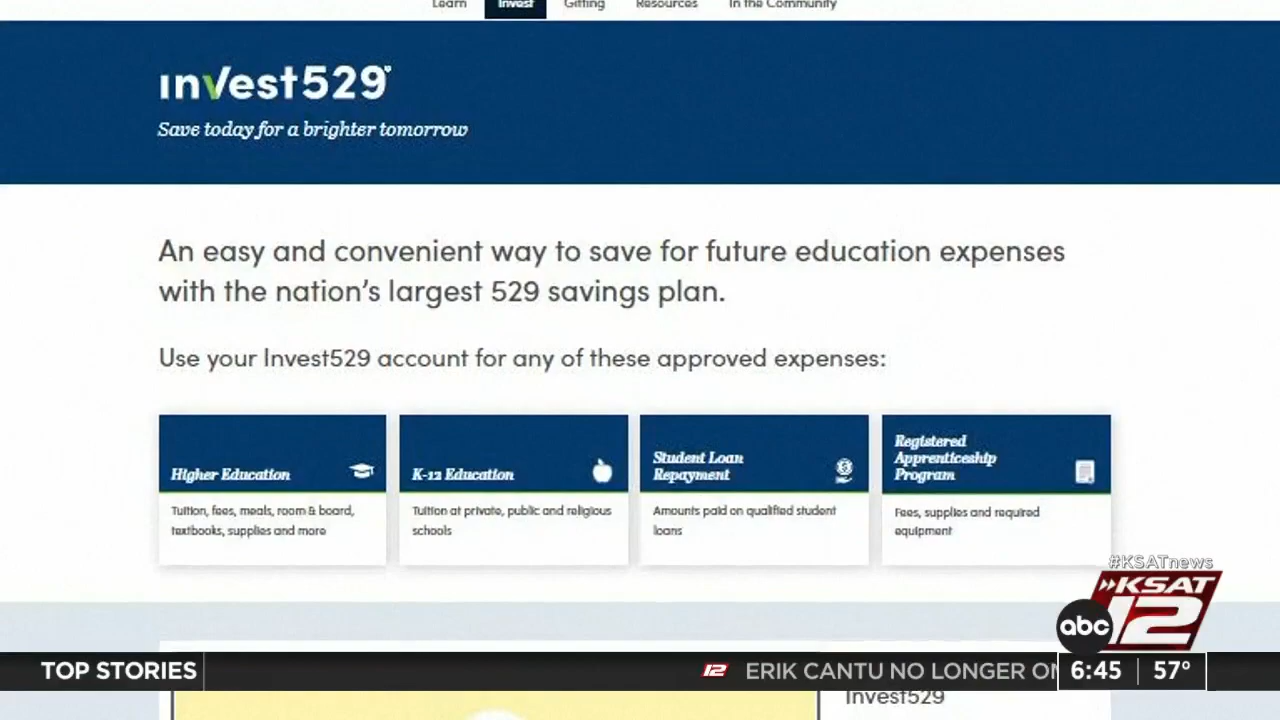 Learn Invest Gifting Resources In the Community
invest529
Save today for a brighter tomorrow
An easy and convenient way to save for future education expenses
with the nation's largest 529 savings plan.
Use your Invest529 account for any of these approved expenses:
Higher Education
Tuition, fees, meals, room & board,
textbooks, supplies and more
K-12 Education
Tuition at private, public and religious
schools
Student Loan
Repayment
Amounts paid on qualified student
loans
Registered
Apprenticeship
Program
Fees, supplies and required
equipment
#KSATnews
KSAT
abc 12
TOP STORIES 12 ERIK CANTU NO LONGER ON 6:45 57°
Invest529